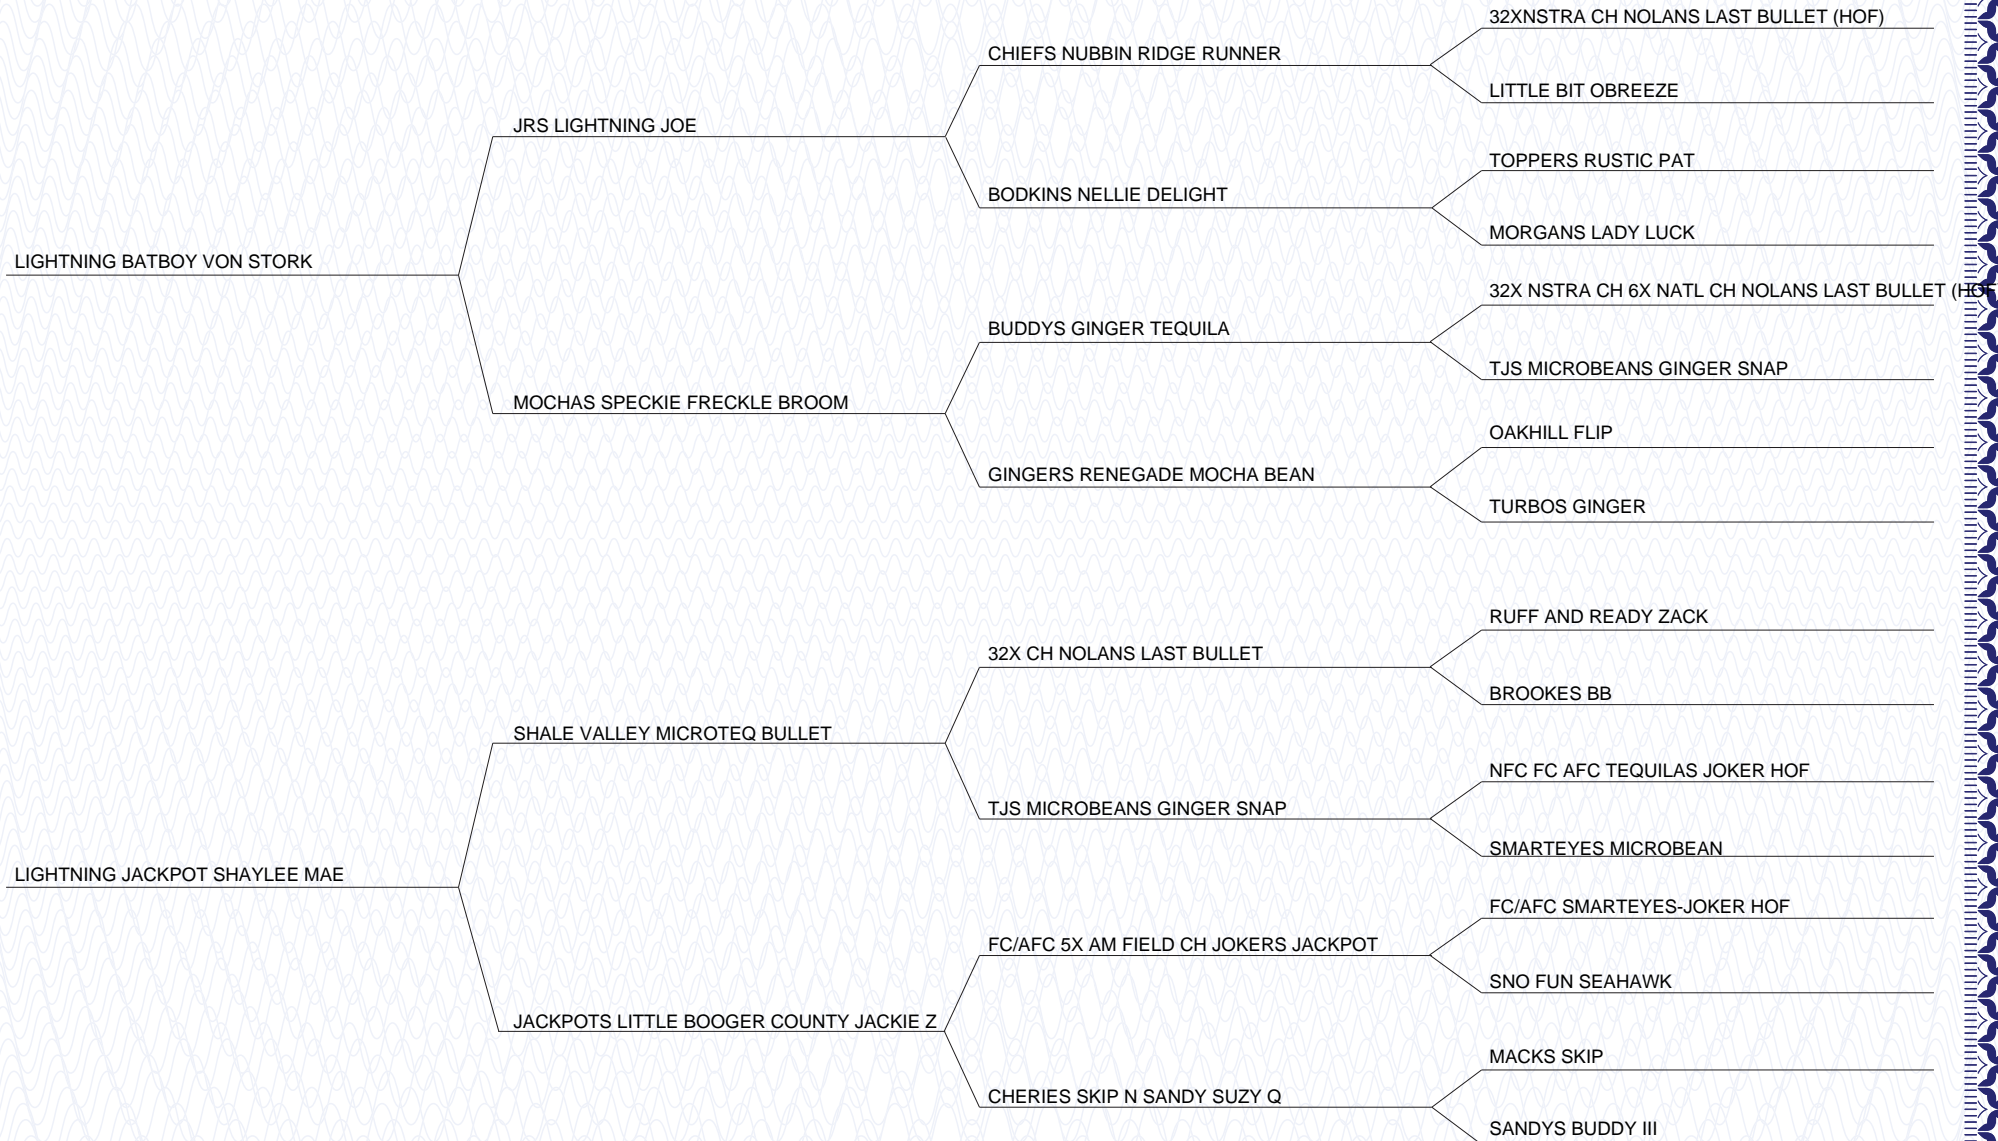 32XNSTRA CH NOLANS LAST BULLET (HOF)
CHIEFS NUBBIN RIDGE RUNNER
LITTLE BIT OBREEZE
JRS LIGHTNING JOE
TOPPERS RUSTIC PAT
BODKINS NELLIE DELIGHT
MORGANS LADY LUCK
LIGHTNING BATBOY VON STORK
32X NSTRA CH 6X NATL CH NOLANS LAST BULLET (HOF
BUDDYS GINGER TEQUILA
TJS MICROBEANS GINGER SNAP
MOCHAS SPECKIE FRECKLE BROOM
OAKHILL FLIP
GINGERS RENEGADE MOCHA BEAN
TURBOS GINGER
RUFF AND READY ZACK
32X CH NOLANS LAST BULLET
BROOKES BB
SHALE VALLEY MICROTEQ BULLET
NFC FC AFC TEQUILAS JOKER HOF
TJS MICROBEANS GINGER SNAP
SMARTEYES MICROBEAN
LIGHTNING JACKPOT SHAYLEE MAE
FC/AFC SMARTEYES-JOKER HOF
FC/AFC 5X AM FIELD CH JOKERS JACKPOT
SNO FUN SEAHAWK
JACKPOTS LITTLE BOOGER COUNTY JACKIE Z
MACKS SKIP
CHERIES SKIP N SANDY SUZY Q
SANDYS BUDDY III